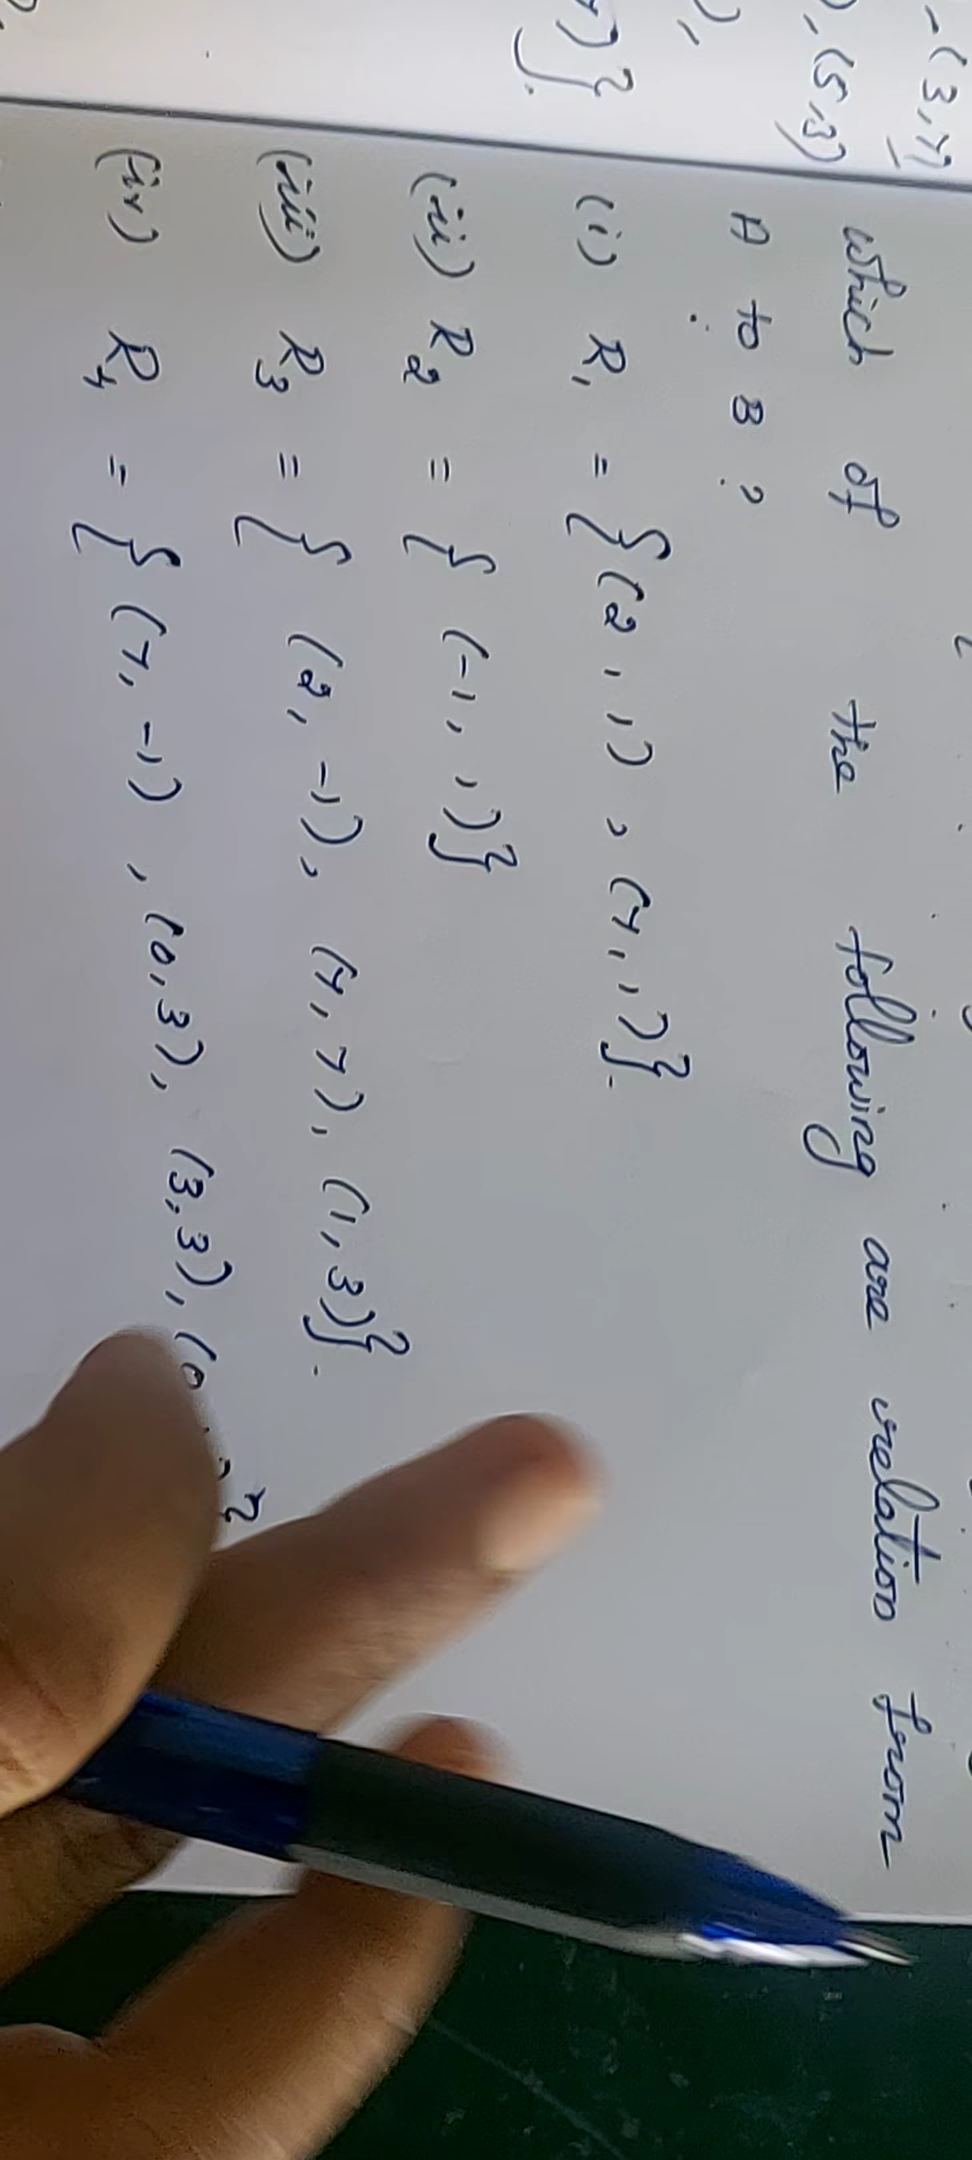 - (3,7)
- (5,3)
which of the following are relation from
A to B?
(i) R1 = {(2,1), (7,1)}.
(ii) R2 = {(-1,1)}
(iii) R3 = {(2,-1), (7,7), (1,3)}.
(iv) R4 = {(7,-1), (0,3), (3,3), (0